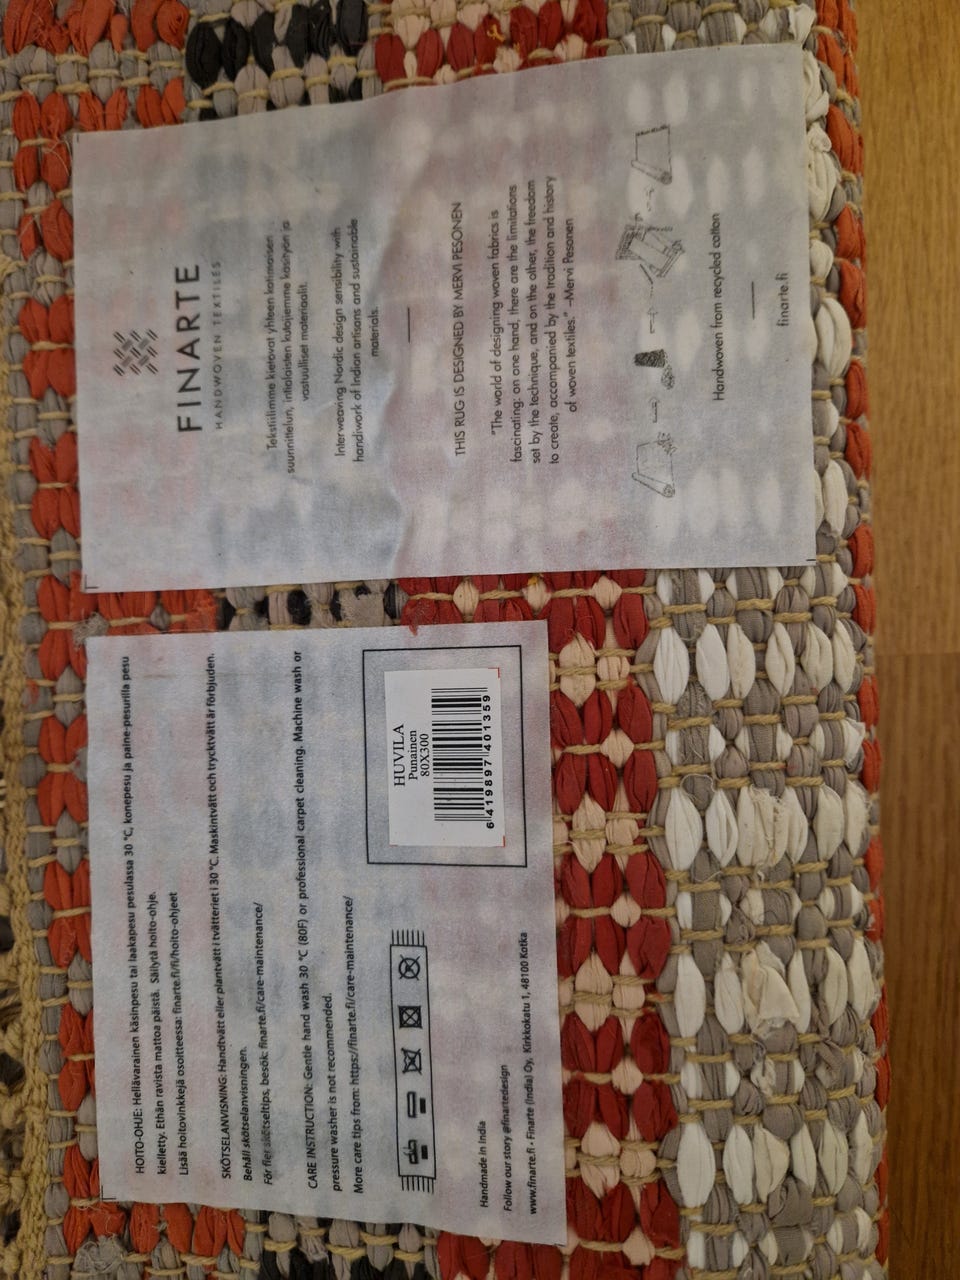 FINARTE
HANDWOVEN TEXTILES
Tekstiilimme kietovat yhteen kotimaisen
suunnittelun, intialaisten kutojiemme käsityön ja
vastuulliset materiaalit.
Interweaving Nordic design sensibility with
handiwork of Indian artisans and sustainable
materials.
THIS RUG IS DESIGNED BY MERVI PESONEN
"The world of designing woven fabrics is
fascinating: on one hand, there are the limitations
set by the technique, and on the other, the freedom
to create, accompanied by the tradition and history
of woven textiles." –Mervi Pesonen
Handwoven from recycled cotton
finarte.fi
HOITO-OHJE: Hellävarainen käsinpesu tai laakapesu pesulassa 30 °C, konepesu ja paine-pesurilla pesu
kielletty. Ethän ravista mattoa päistä. Säilytä hoito-ohje.
Lisää hoitovinkkejä osoitteessa: finarte.fi/fi/hoito-ohjeet
SKÖTSELANVISNING: Handtvätt eller plantvätt i tvätteriet i 30 °C. Maskintvätt och trycktvätt är förbjuden.
Behåll skötselanvisningen.
För fler skötseltips, besök: finarte.fi/care-maintenance/
CARE INSTRUCTION: Gentle hand wash 30 °C (80F) or professional carpet cleaning. Machine wash or
pressure washer is not recommended.
More care tips from: https://finarte.fi/care-maintenance/
HUVILA
Punainen
80X300
6 419897 401359
Handmade in India
Follow our story @finartedesign
www.finarte.fi - Finarte (India) Oy, Kirkkokatu 1, 48100 Kotka